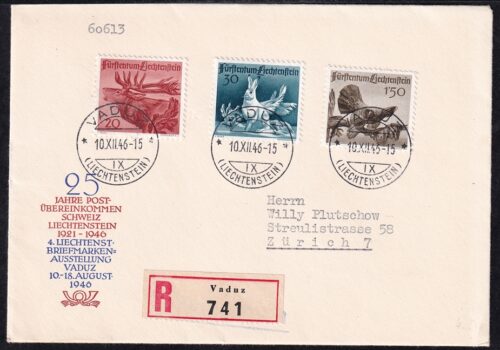 60613
Fürstentum Liechtenstein
20
Fürstentum Liechtenstein
30
Fürstentum Liechtenstein
1'50
VADUZ
10.XII.46-15
IX
(LIECHTENSTEIN)
VADUZ
10.XII.46-15
IX
(LIECHTENSTEIN)
VADUZ
10.XII.46-15
IX
(LIECHTENSTEIN)
25
JAHRE POST-
ÜBEREINKOMMEN
SCHWEIZ
LIECHTENSTEIN
1921-1946
4. LIECHTENST.
BRIEFMARKEN=
AUSSTELLUNG
VADUZ
10.-18. AUGUST
1946
Herrn
Willy Plutschow
Streulistrasse 58
Zürich 7
R
Vaduz
741